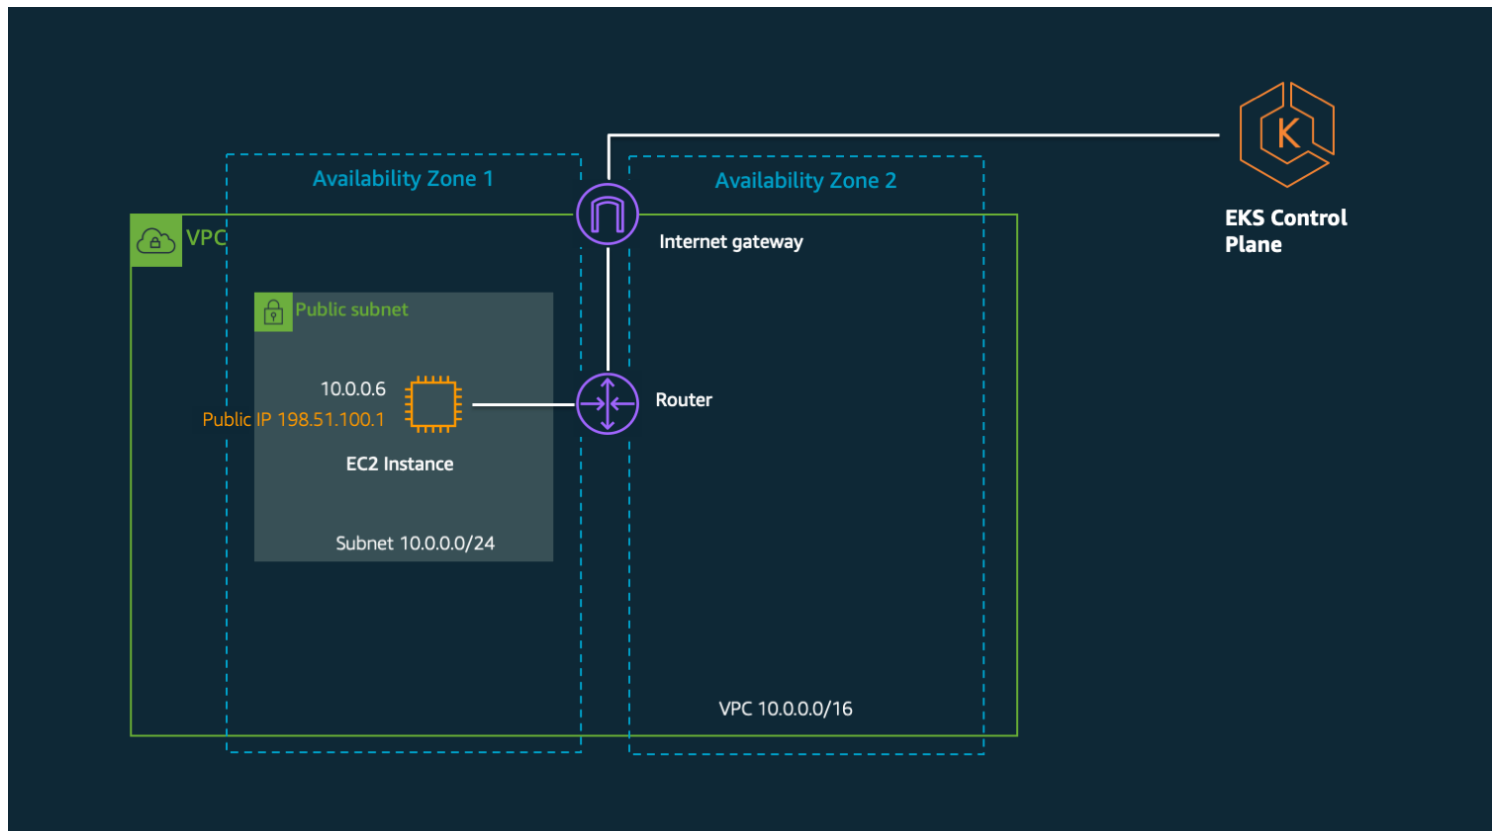 Availability Zone 1
Availability Zone 2
K
EKS Control
Plane
VPC
Internet gateway
Public subnet
10.0.0.6
Public IP 198.51.100.1
Router
EC2 Instance
Subnet 10.0.0.0/24
VPC 10.0.0.0/16